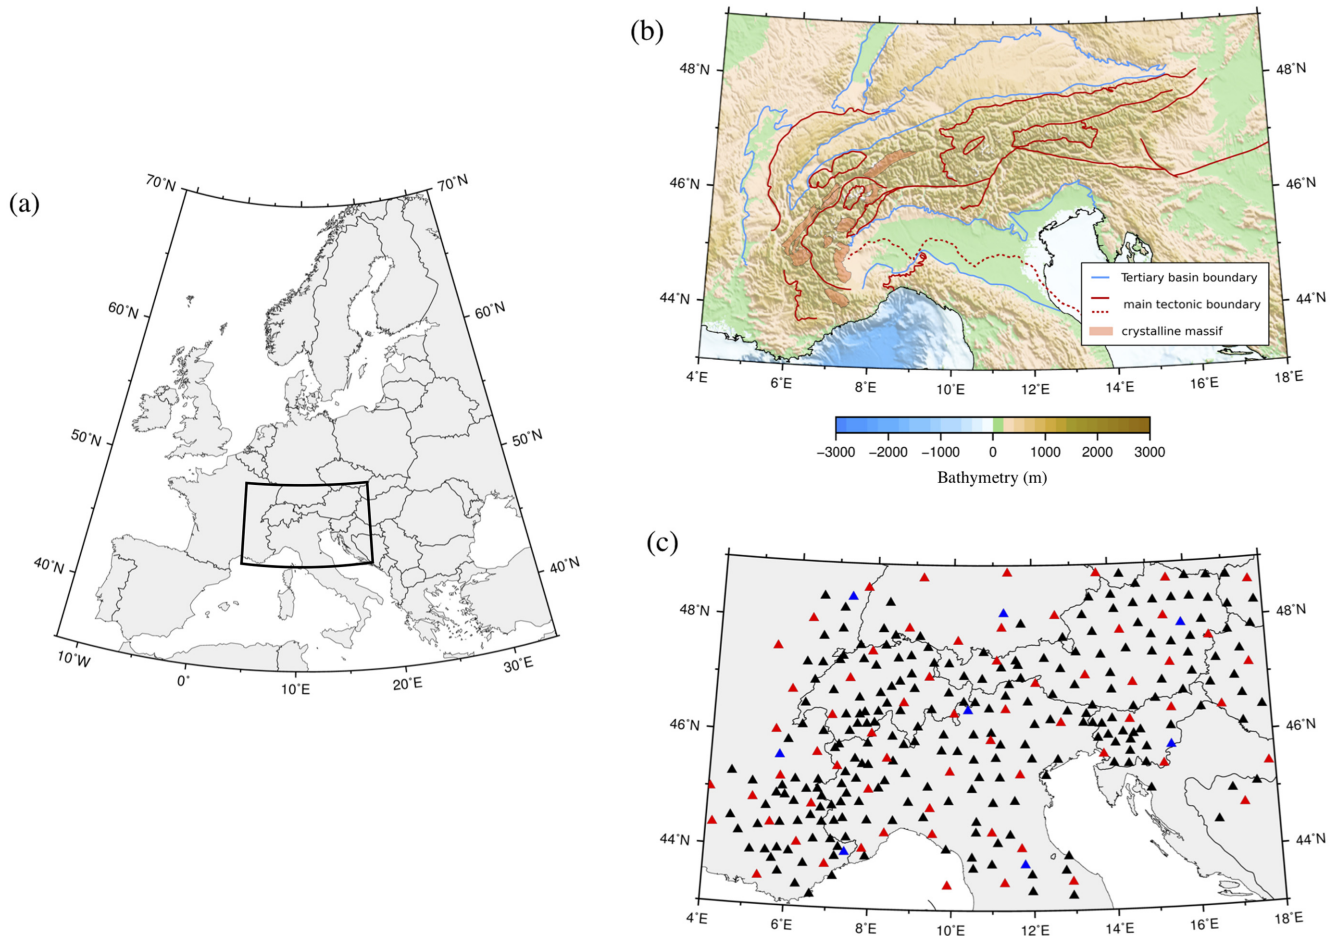 (a)
70˚N
70˚N
60˚N
60˚N
50˚N
50˚N
40˚N
40˚N
10˚W
0˚
10˚E
20˚E
30˚E
(b)
48˚N
48˚N
46˚N
46˚N
44˚N
44˚N
4˚E
6˚E
8˚E
10˚E
12˚E
14˚E
16˚E
18˚E
Tertiary basin boundary
main tectonic boundary
crystalline massif
−3000
−2000
−1000
0
1000
2000
3000
Bathymetry (m)
(c)
48˚N
48˚N
46˚N
46˚N
44˚N
44˚N
4˚E
6˚E
8˚E
10˚E
12˚E
14˚E
16˚E
18˚E